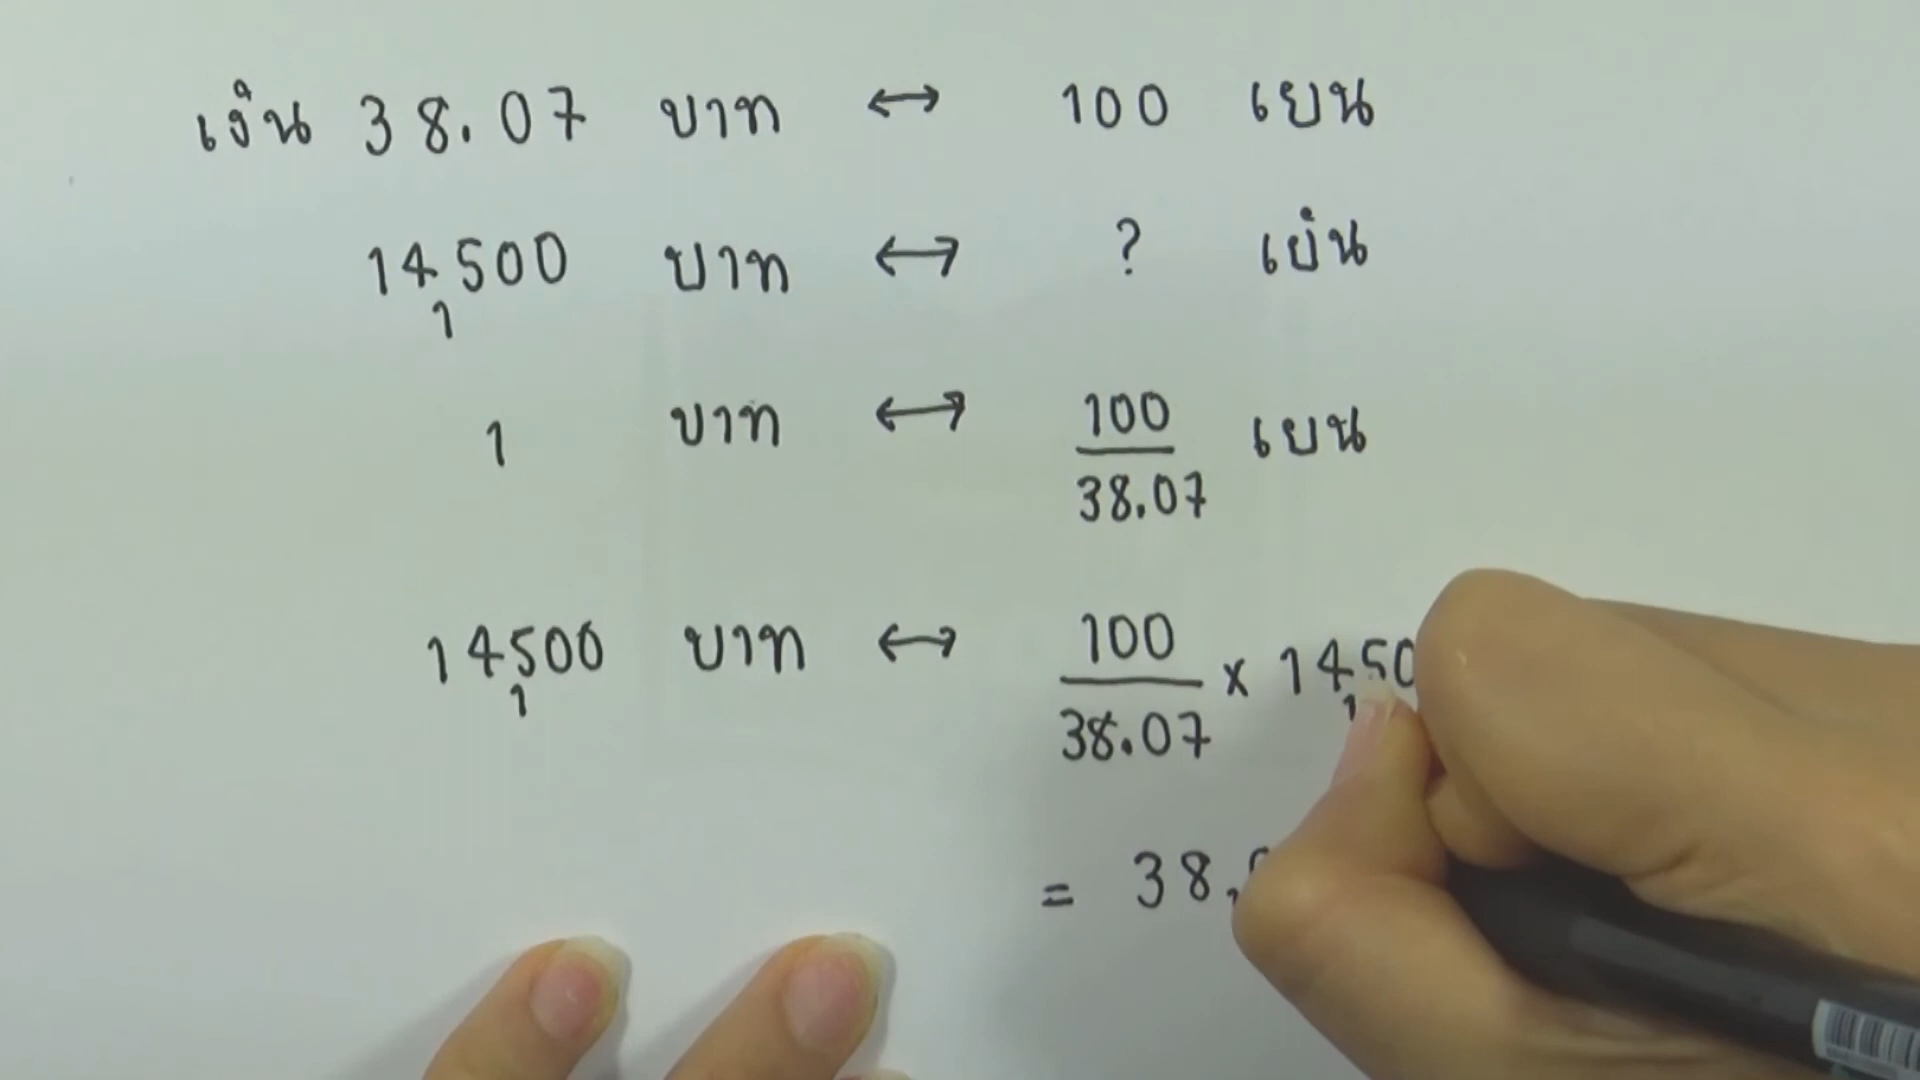 เงิน 38.07 บาท ↔ 100 เยน
14,500 บาท ↔ ? เย่น
1 บาท ↔ 100/38.07 เยน
14,500 บาท ↔ 100/38.07 x 14,50
= 38,